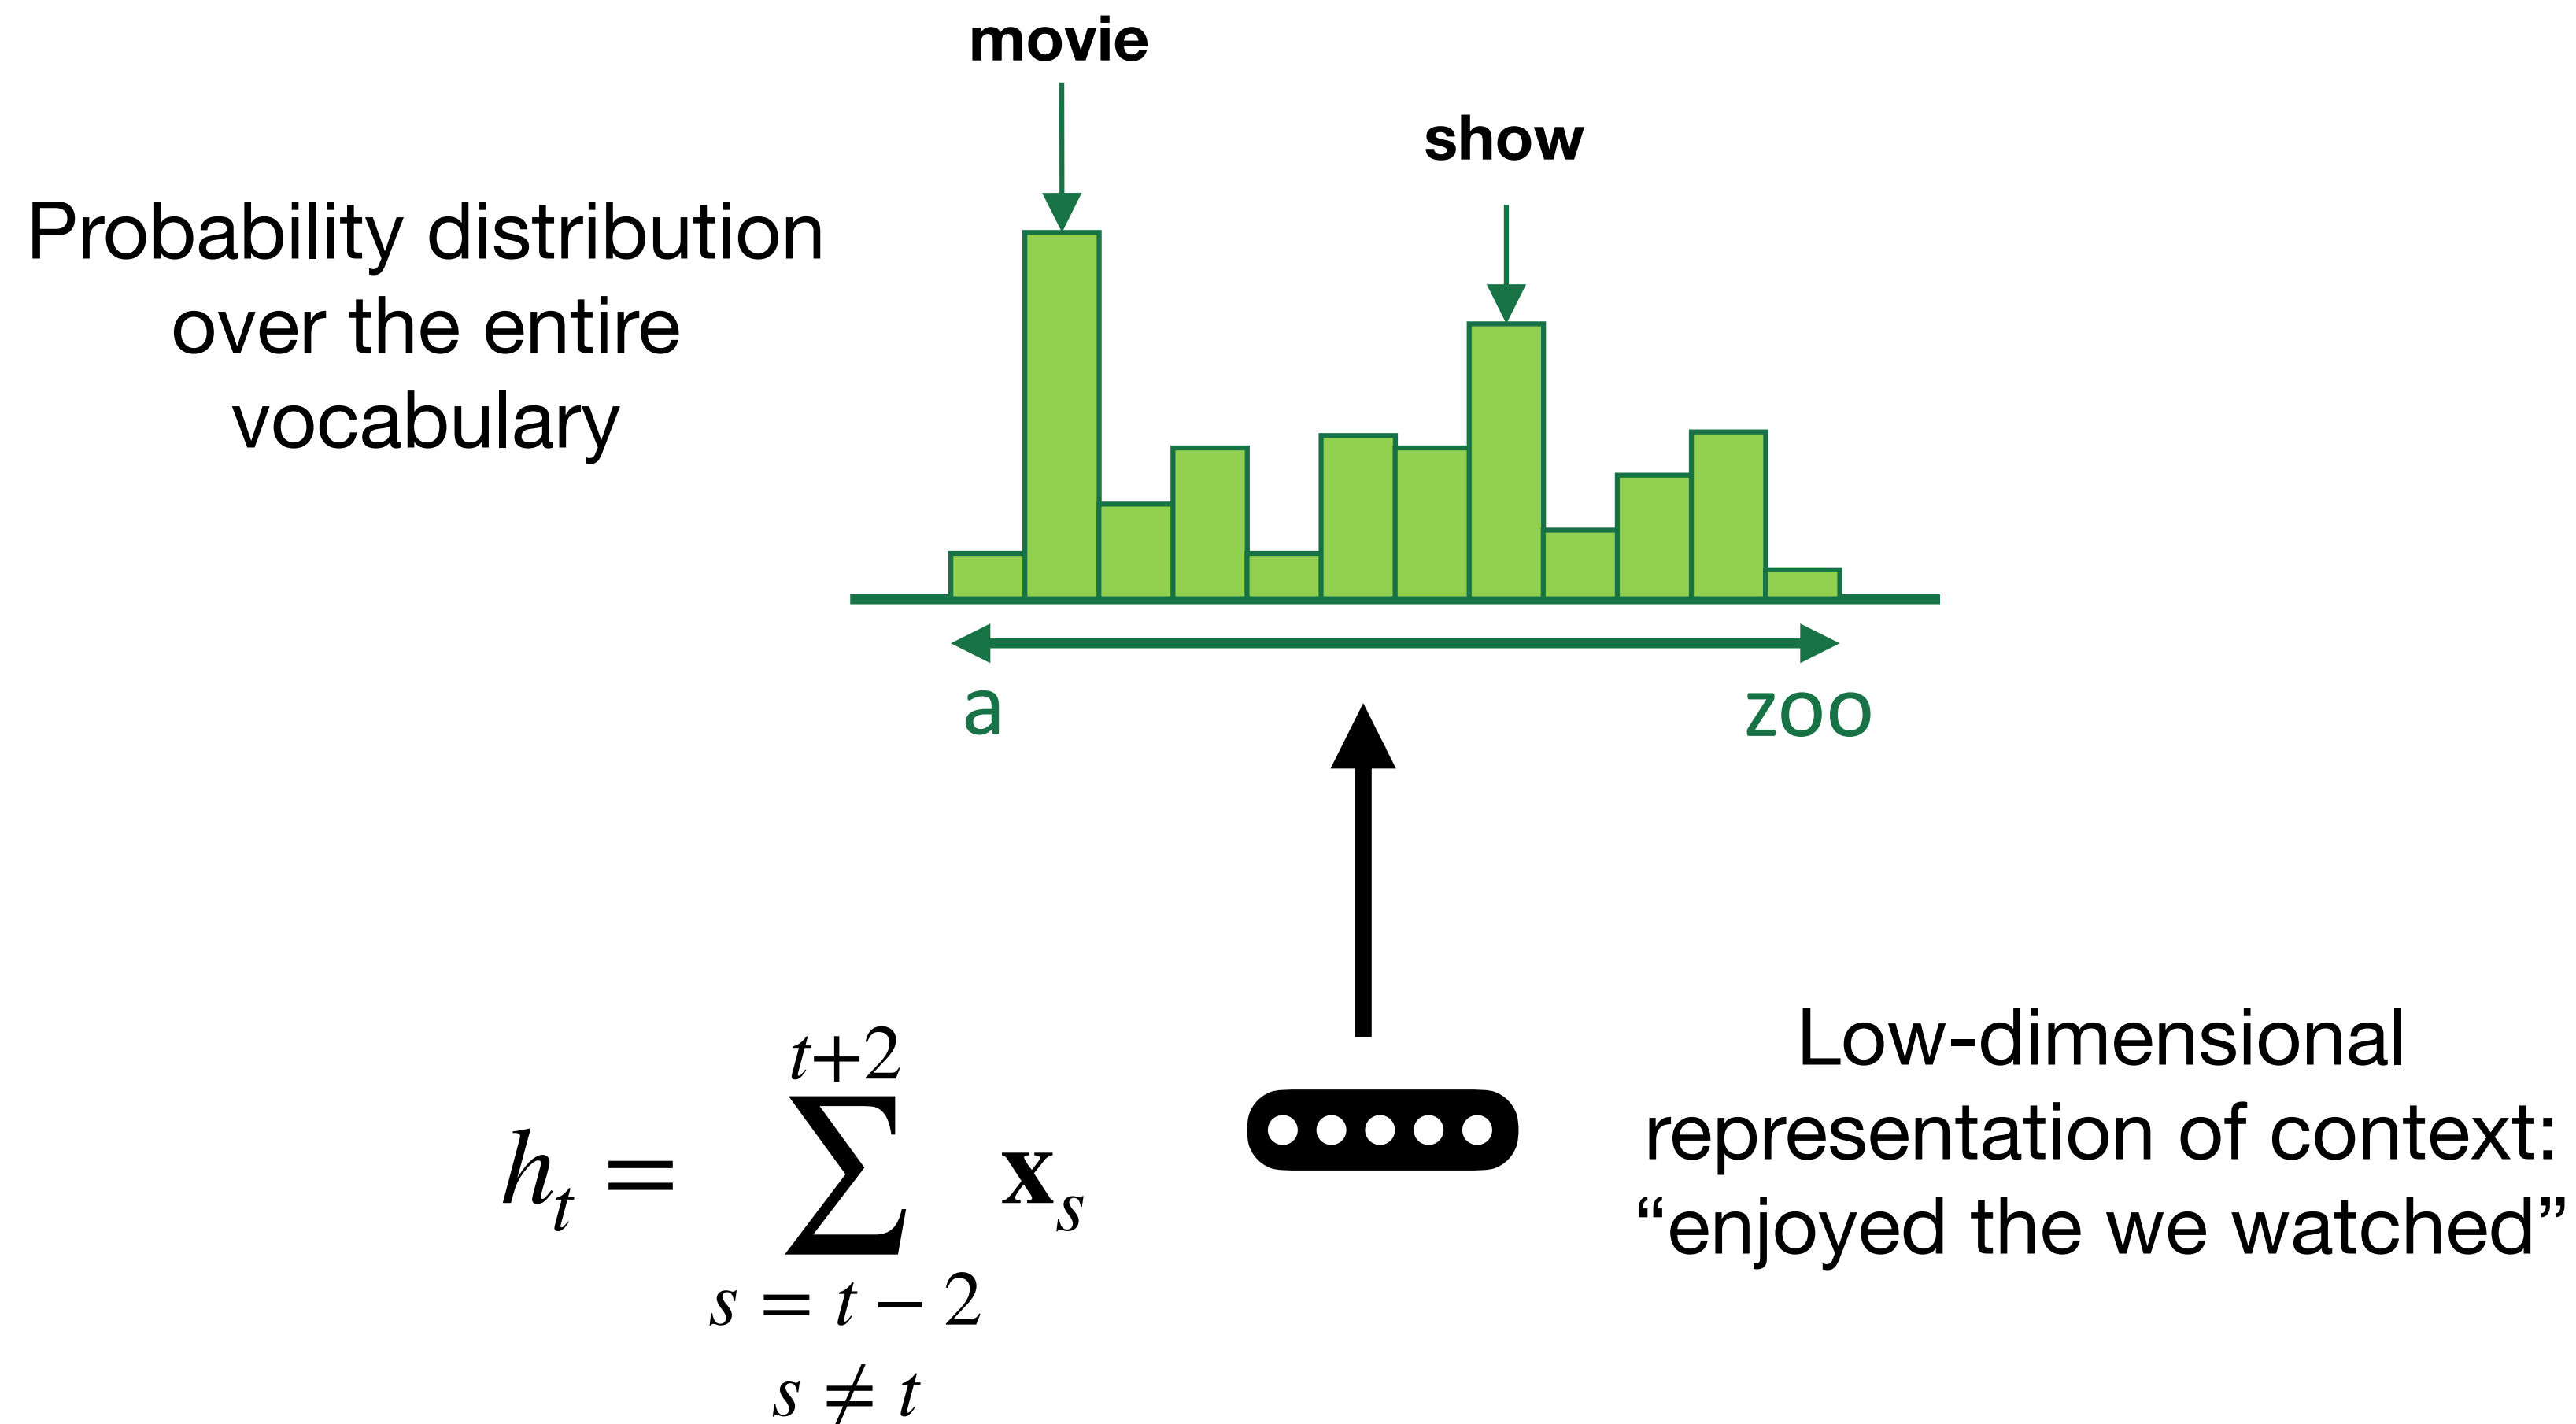 movie
show
Probability distribution
over the entire
vocabulary
a
zoo
t+2
h_t = ∑ x_s
s = t − 2
s ≠ t
Low-dimensional
representation of context:
“enjoyed the we watched”